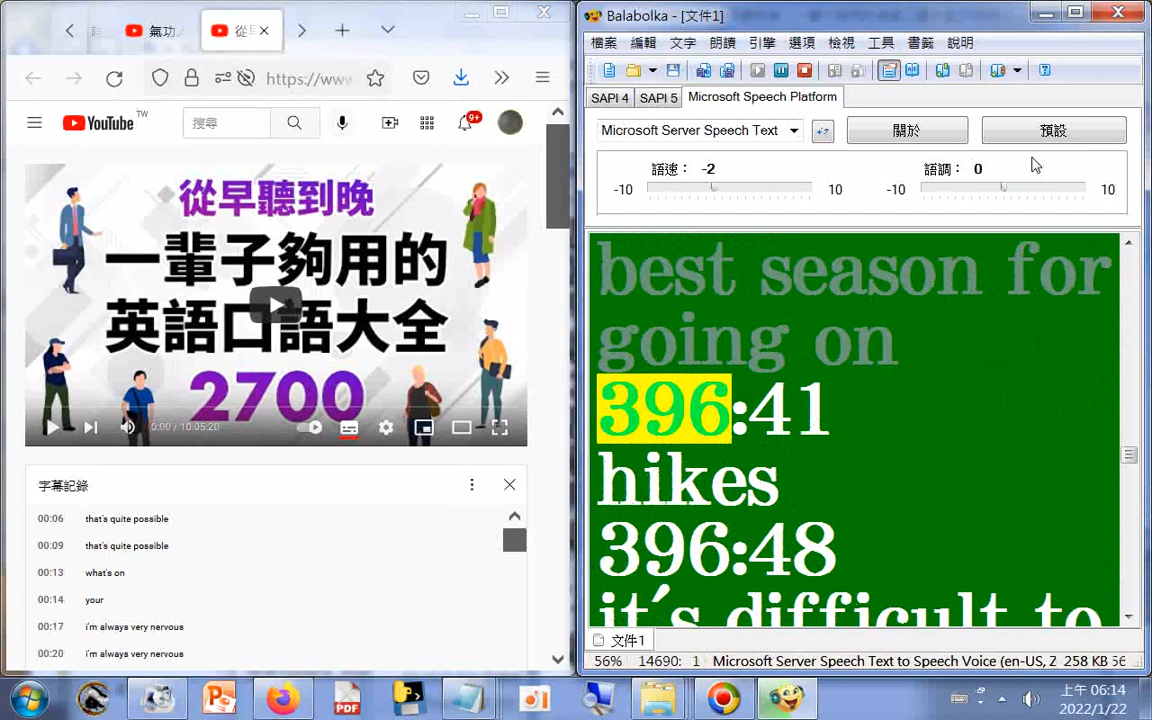 氣功
從
https://www
YouTube TW
搜尋
9+
從早聽到晚
一輩子夠用的
英語口語大全
2700
0:00 / 10:05:20
字幕記錄
00:06 that's quite possible
00:09 that's quite possible
00:13 what's on
00:14 your
00:17 i'm always very nervous
00:20 i'm always very nervous
Balabolka - [文件1]
檔案 編輯 文字 朗讀 引擎 選項 檢視 工具 書籤 說明
SAPI 4 SAPI 5 Microsoft Speech Platform
Microsoft Server Speech Text 關於 預設
語速： -2 語調： 0
-10 10 -10 10
best season for
going on
396:41
hikes
396:48
it's difficult to
文件1
56% 14690: 1 Microsoft Server Speech Text to Speech Voice (en-US, Z 258 KB 56
PDF
上午 06:14
2022/1/22